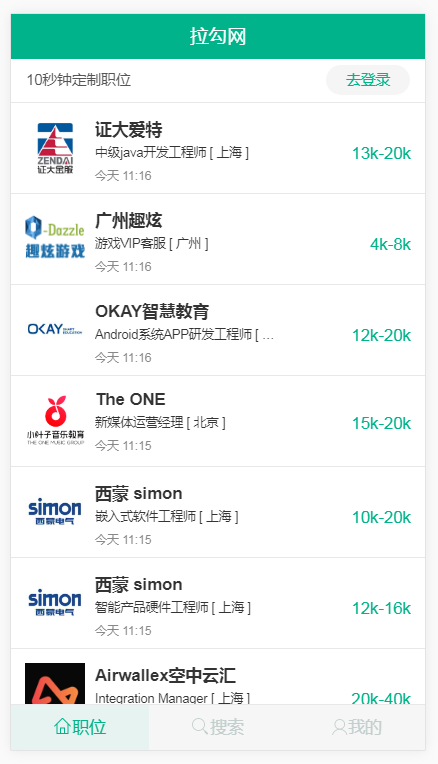 拉勾网
10秒钟定制职位
去登录
ZENDAI
证大金服
证大爱特
中级java开发工程师 [ 上海 ]
今天 11:16
13k-20k
Q-Dazzle
趣炫游戏
广州趣炫
游戏VIP客服 [ 广州 ]
今天 11:16
4k-8k
OKAY SMART EDUCATION
OKAY智慧教育
Android系统APP研发工程师 [ …
今天 11:16
12k-20k
小叶子音乐教育
THE ONE MUSIC GROUP
The ONE
新媒体运营经理 [ 北京 ]
今天 11:15
15k-20k
simon
西蒙电气
西蒙 simon
嵌入式软件工程师 [ 上海 ]
今天 11:15
10k-20k
simon
西蒙电气
西蒙 simon
智能产品硬件工程师 [ 上海 ]
今天 11:15
12k-16k
Airwallex空中云汇
Integration Manager [ 上海 ]
20k-40k
职位
搜索
我的